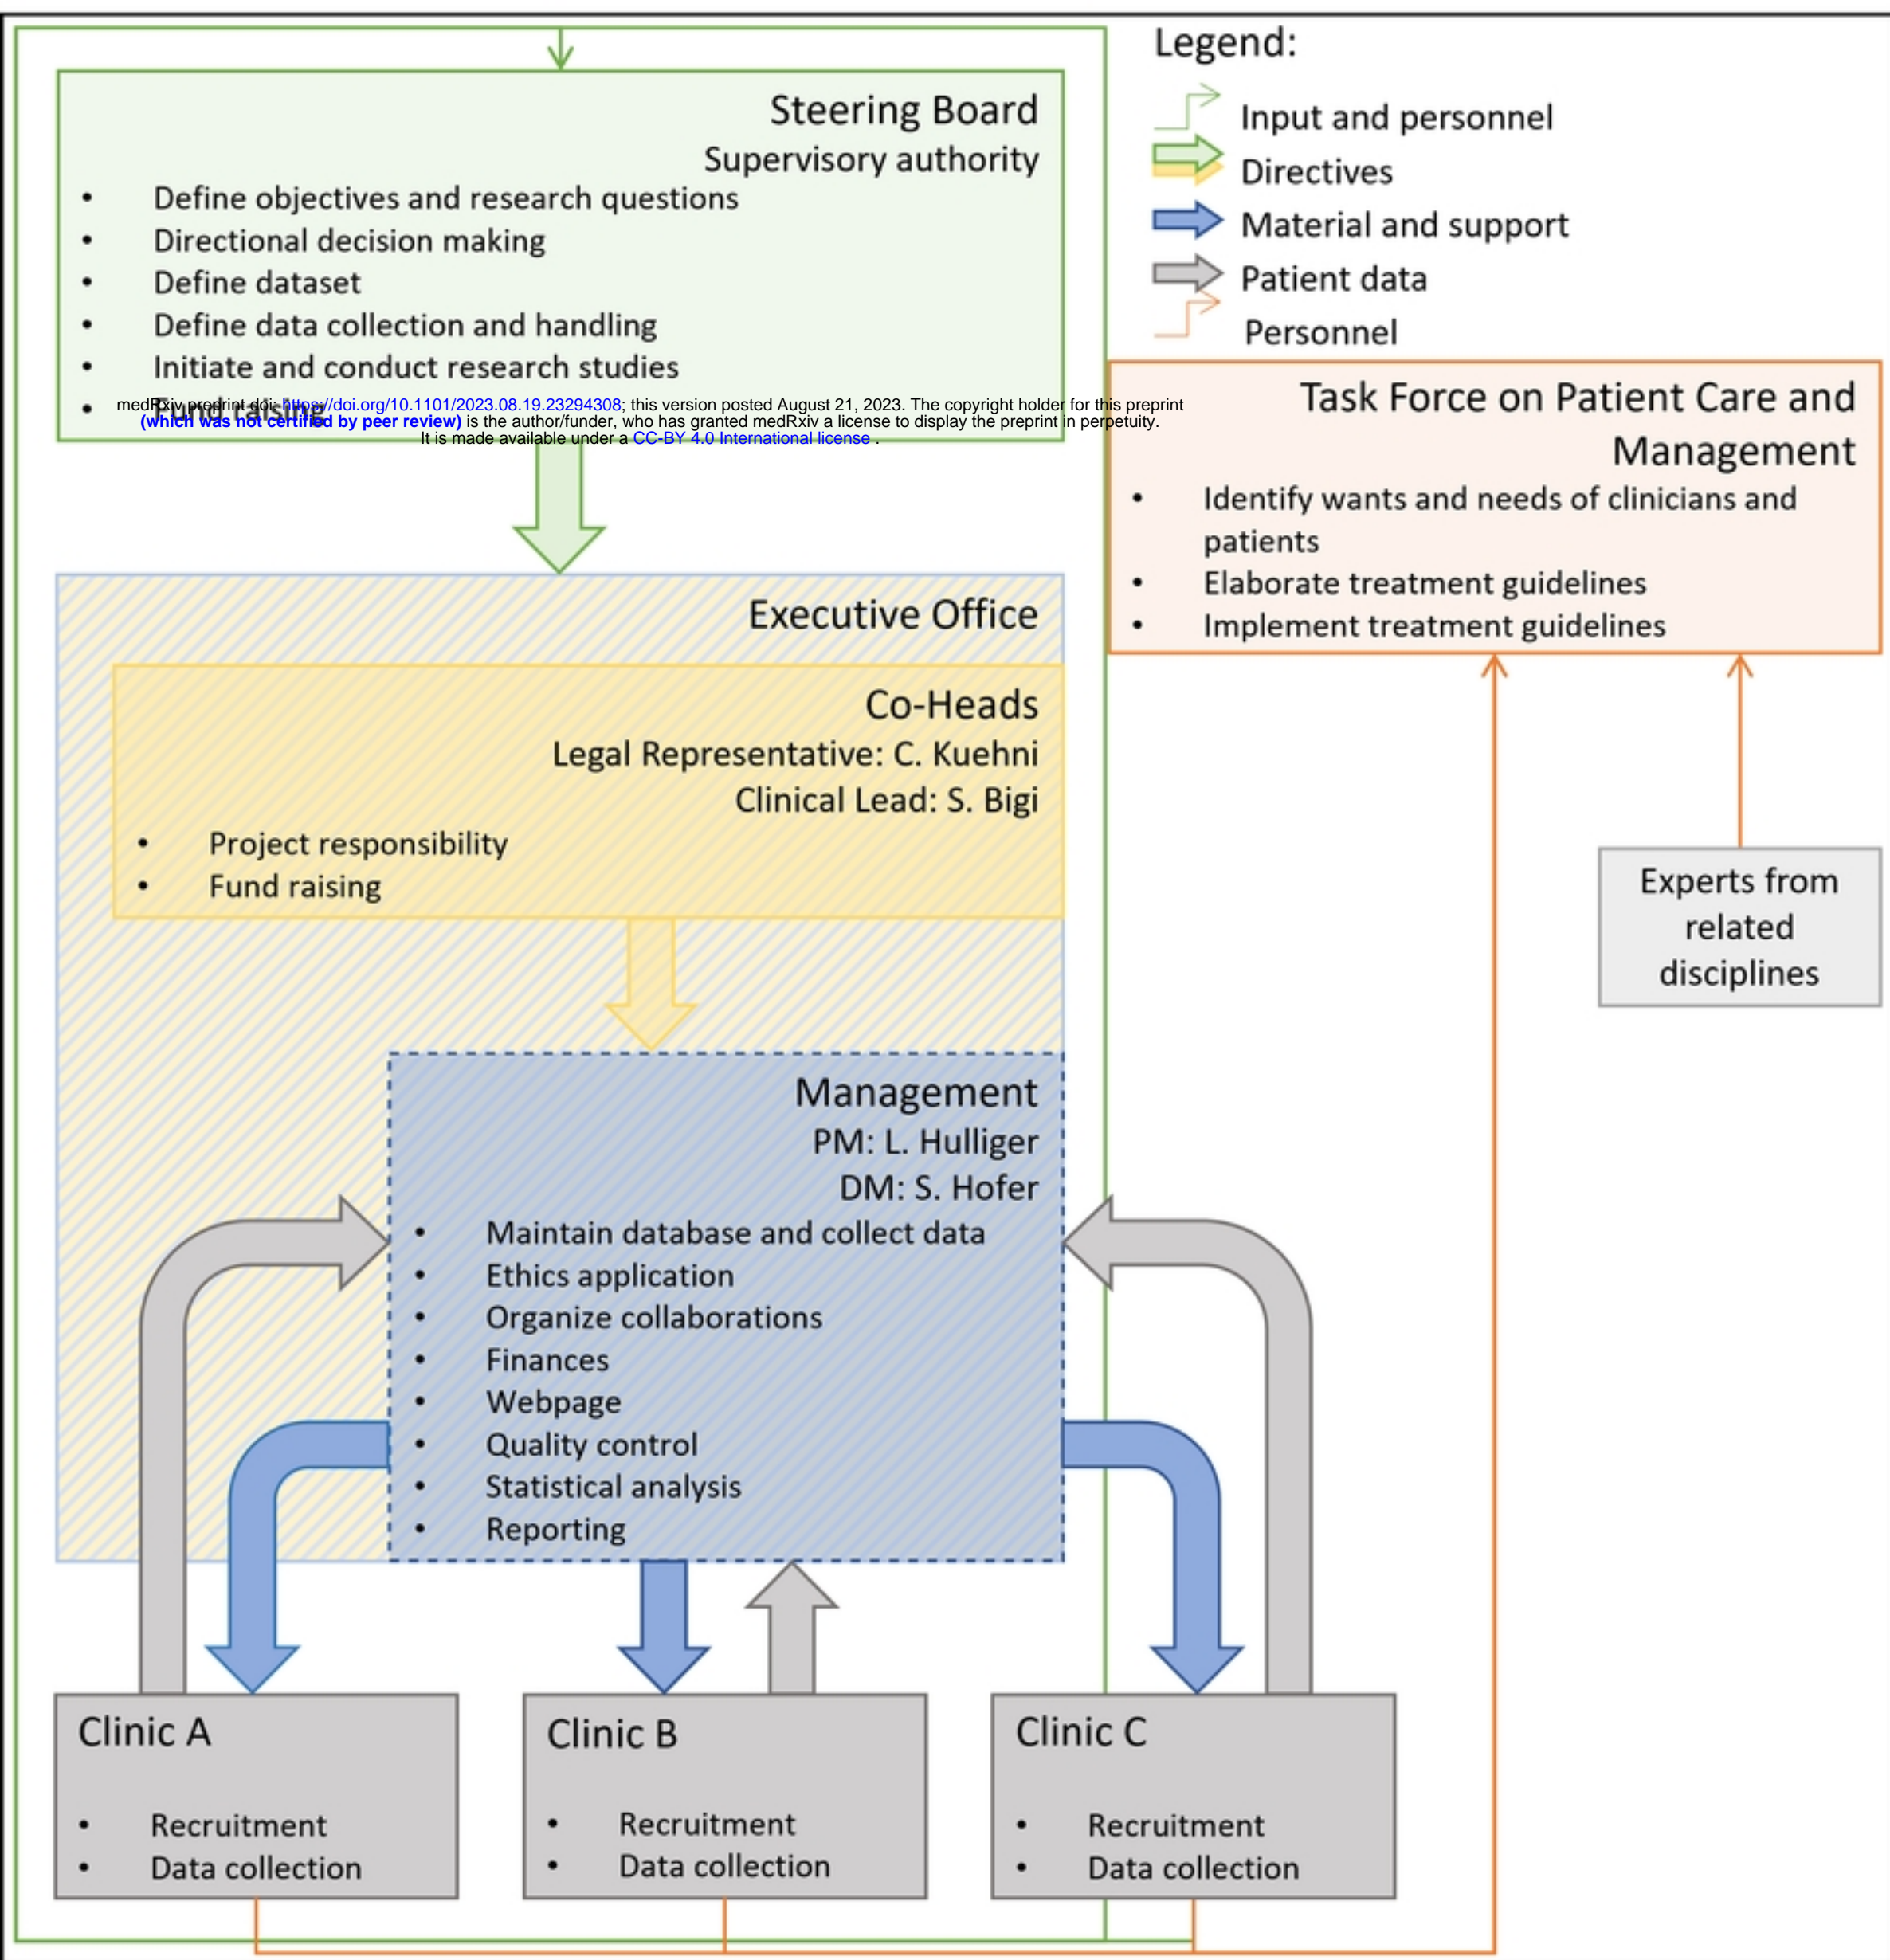 Steering Board
Supervisory authority
• Define objectives and research questions
• Directional decision making
• Define dataset
• Define data collection and handling
• Initiate and conduct research studies
• Fund raising
medRxiv preprint doi: https://doi.org/10.1101/2023.08.19.23294308; this version posted August 21, 2023. The copyright holder for this preprint
(which was not certified by peer review) is the author/funder, who has granted medRxiv a license to display the preprint in perpetuity.
It is made available under a CC-BY 4.0 International license .
Legend:
Input and personnel
Directives
Material and support
Patient data
Personnel
Task Force on Patient Care and
Management
• Identify wants and needs of clinicians and
patients
• Elaborate treatment guidelines
• Implement treatment guidelines
Executive Office
Co-Heads
Legal Representative: C. Kuehni
Clinical Lead: S. Bigi
• Project responsibility
• Fund raising
Experts from
related
disciplines
Management
PM: L. Hulliger
DM: S. Hofer
• Maintain database and collect data
• Ethics application
• Organize collaborations
• Finances
• Webpage
• Quality control
• Statistical analysis
• Reporting
Clinic A
• Recruitment
• Data collection
Clinic B
• Recruitment
• Data collection
Clinic C
• Recruitment
• Data collection